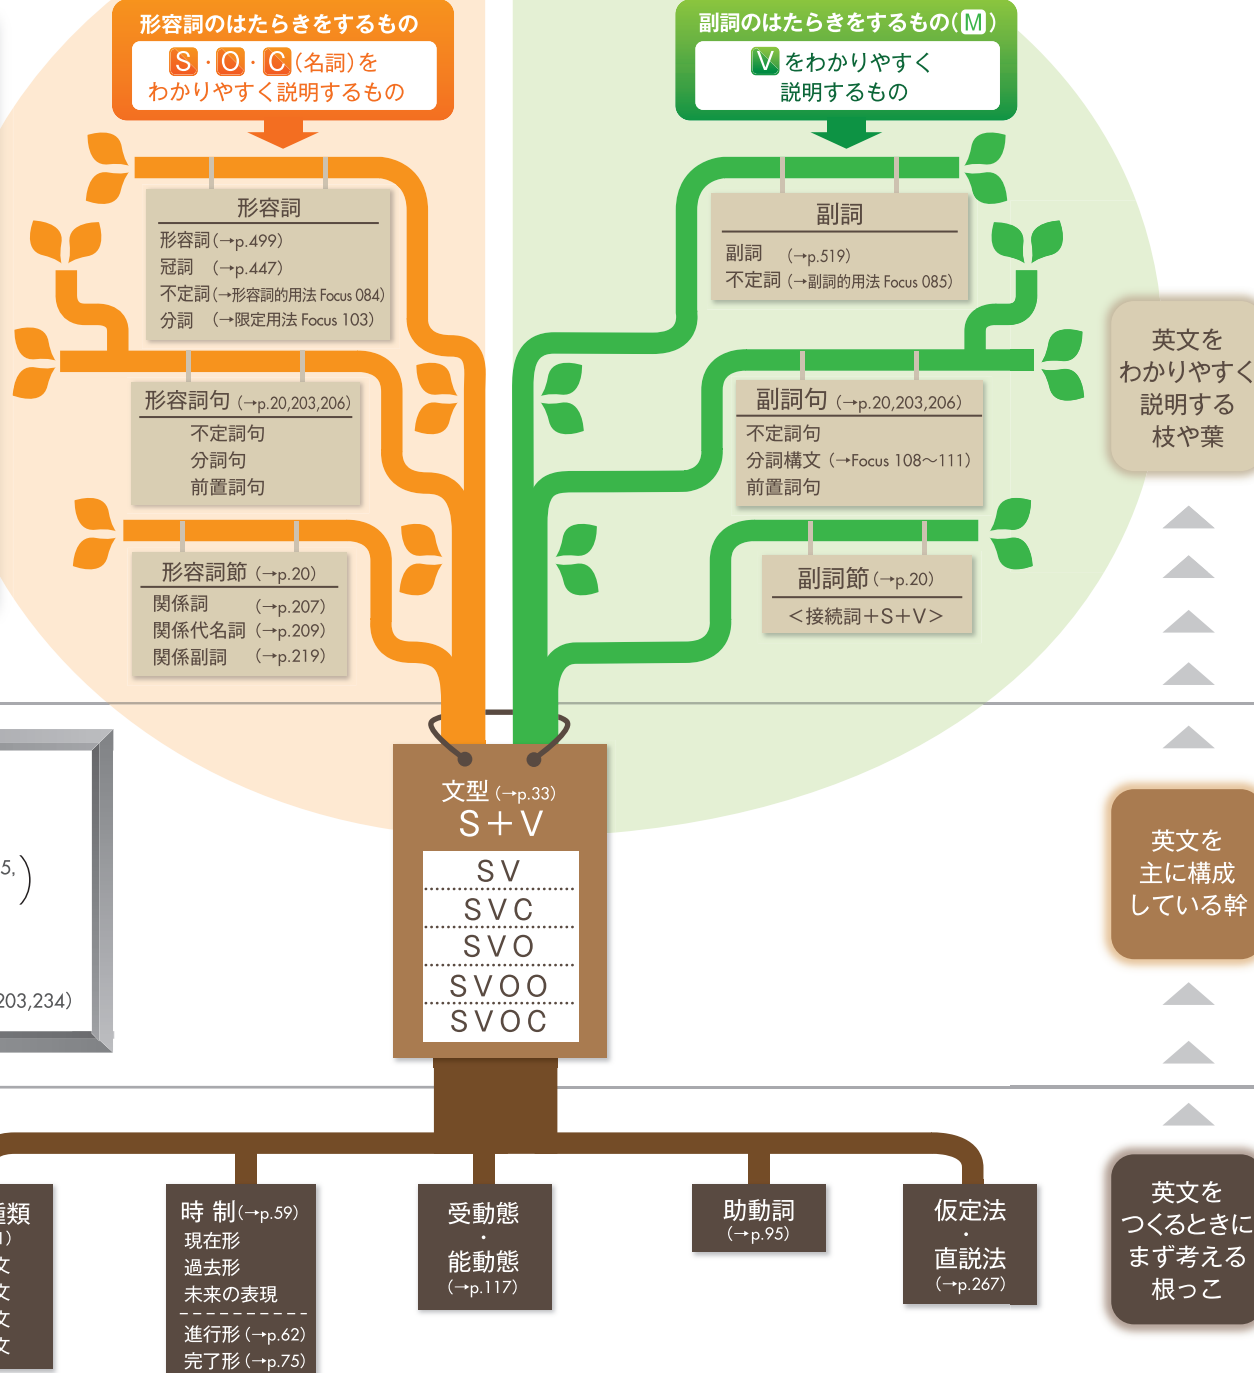 形容詞のはたらきをするもの
S・O・C(名詞)を
わかりやすく説明するもの
副詞のはたらきをするもの(M)
Vをわかりやすく
説明するもの
形容詞
形容詞(→p.499)
冠詞 (→p.447)
不定詞(→形容詞的用法 Focus 084)
分詞 (→限定用法 Focus 103)
副詞
副詞 (→p.519)
不定詞(→副詞的用法 Focus 085)
形容詞句(→p.20,203,206)
不定詞句
分詞句
前置詞句
副詞句(→p.20,203,206)
不定詞句
分詞構文(→Focus 108〜111)
前置詞句
英文を
わかりやすく
説明する
枝や葉
形容詞節(→p.20)
関係詞 (→p.207)
関係代名詞(→p.209)
関係副詞 (→p.219)
副詞節(→p.20)
<接続詞+S+V>
文型(→p.33)
S+V
SV
SVC
SVO
SVOO
SVOC
5,)
203,234)
英文を
主に構成
している幹
類
1)
文
文
文
文
時制(→p.59)
現在形
過去形
未来の表現
進行形(→p.62)
完了形(→p.75)
受動態
・
能動態
(→p.117)
助動詞
(→p.95)
仮定法
・
直説法
(→p.267)
英文を
つくるときに
まず考える
根っこ